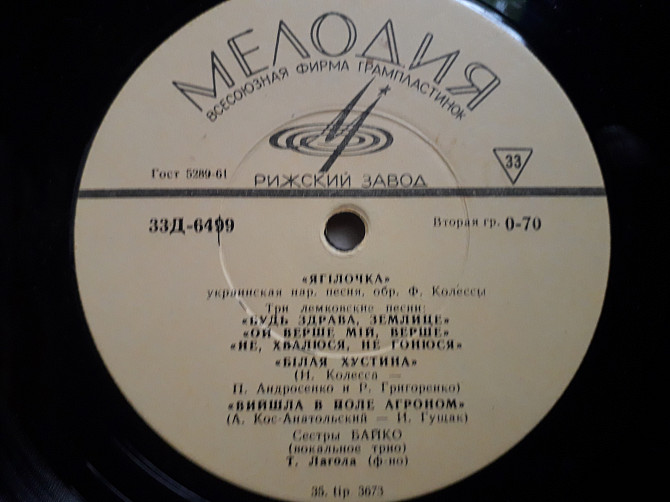 МЕЛОДИЯ
ВСЕСОЮЗНАЯ ФИРМА ГРАМПЛАСТИНОК
Гост 5289-61
33
РИЖСКИЙ ЗАВОД
33Д-6499
Вторая гр. 0-70
«ЯГІЛОЧКА»
украинская нар. песня, обр. Ф. Колессы
Три лемковские песни:
«БУДЬ ЗДРАВА, ЗЕМЛИЦЕ»
«ОЙ ВЕРШЕ МІЙ, ВЕРШЕ»
«НЕ, ХВАЛЮСЯ, НЕ ГОНЮСЯ»
«БІЛАЯ ХУСТИНА»
(Н. Колесса —
П. Андросенко и Р. Григоренко)
«ВИЙШЛА В ПОЛЕ АГРОНОМ»
(А. Кос-Анатольский — И. Гущак)
Сестры БАЙКО
(вокальное трио)
Т. Лагола (ф-но)
35. tip 3673